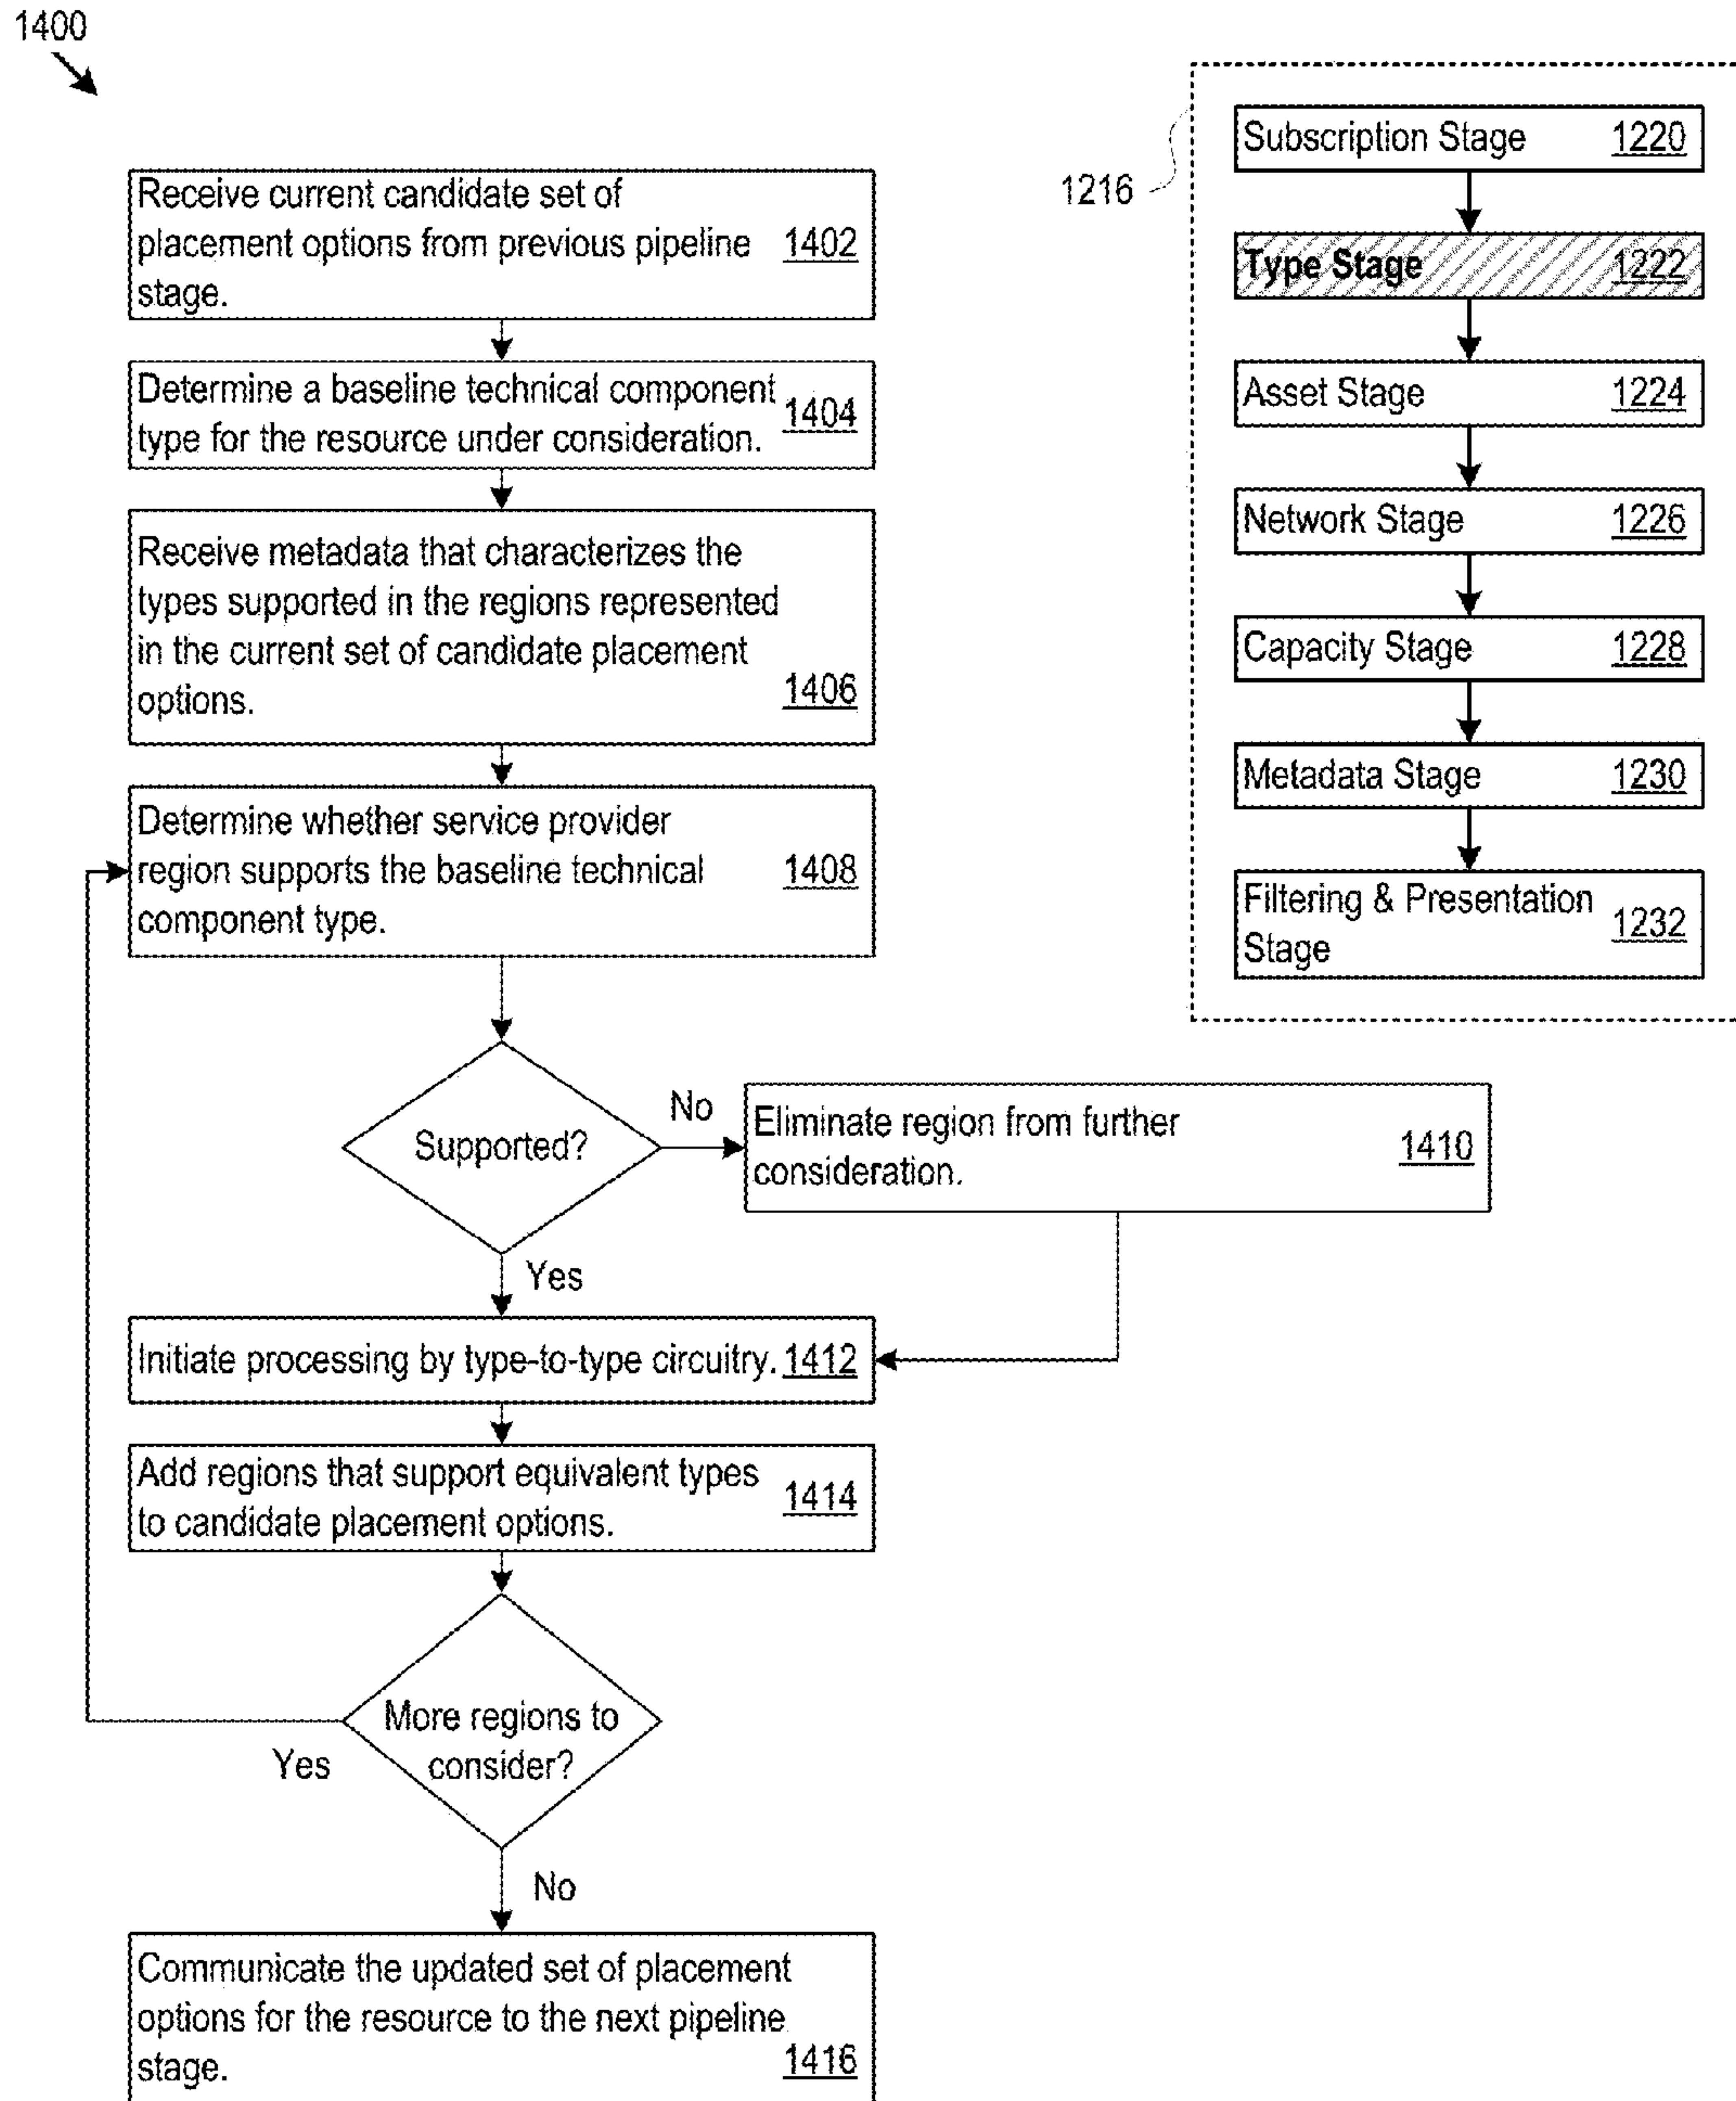 1400
Receive current candidate set of
placement options from previous pipeline 1402
stage.
Determine a baseline technical component
1404
type for the resource under consideration.
Receive metadata that characterizes the
types supported in the regions represented
in the current set of candidate placement
options. 1406
Determine whether service provider
region supports the baseline technical 1408
component type.
Supported?
No
Eliminate region from further
1410
consideration.
Yes
Initiate processing by type-to-type circuitry. 1412
Add regions that support equivalent types
1414
to candidate placement options.
More regions to
consider?
Yes
No
Communicate the updated set of placement
options for the resource to the next pipeline
stage. 1416
1216
Subscription Stage 1220
Type Stage 1222
Asset Stage 1224
Network Stage 1226
Capacity Stage 1228
Metadata Stage 1230
Filtering & Presentation
1232
Stage